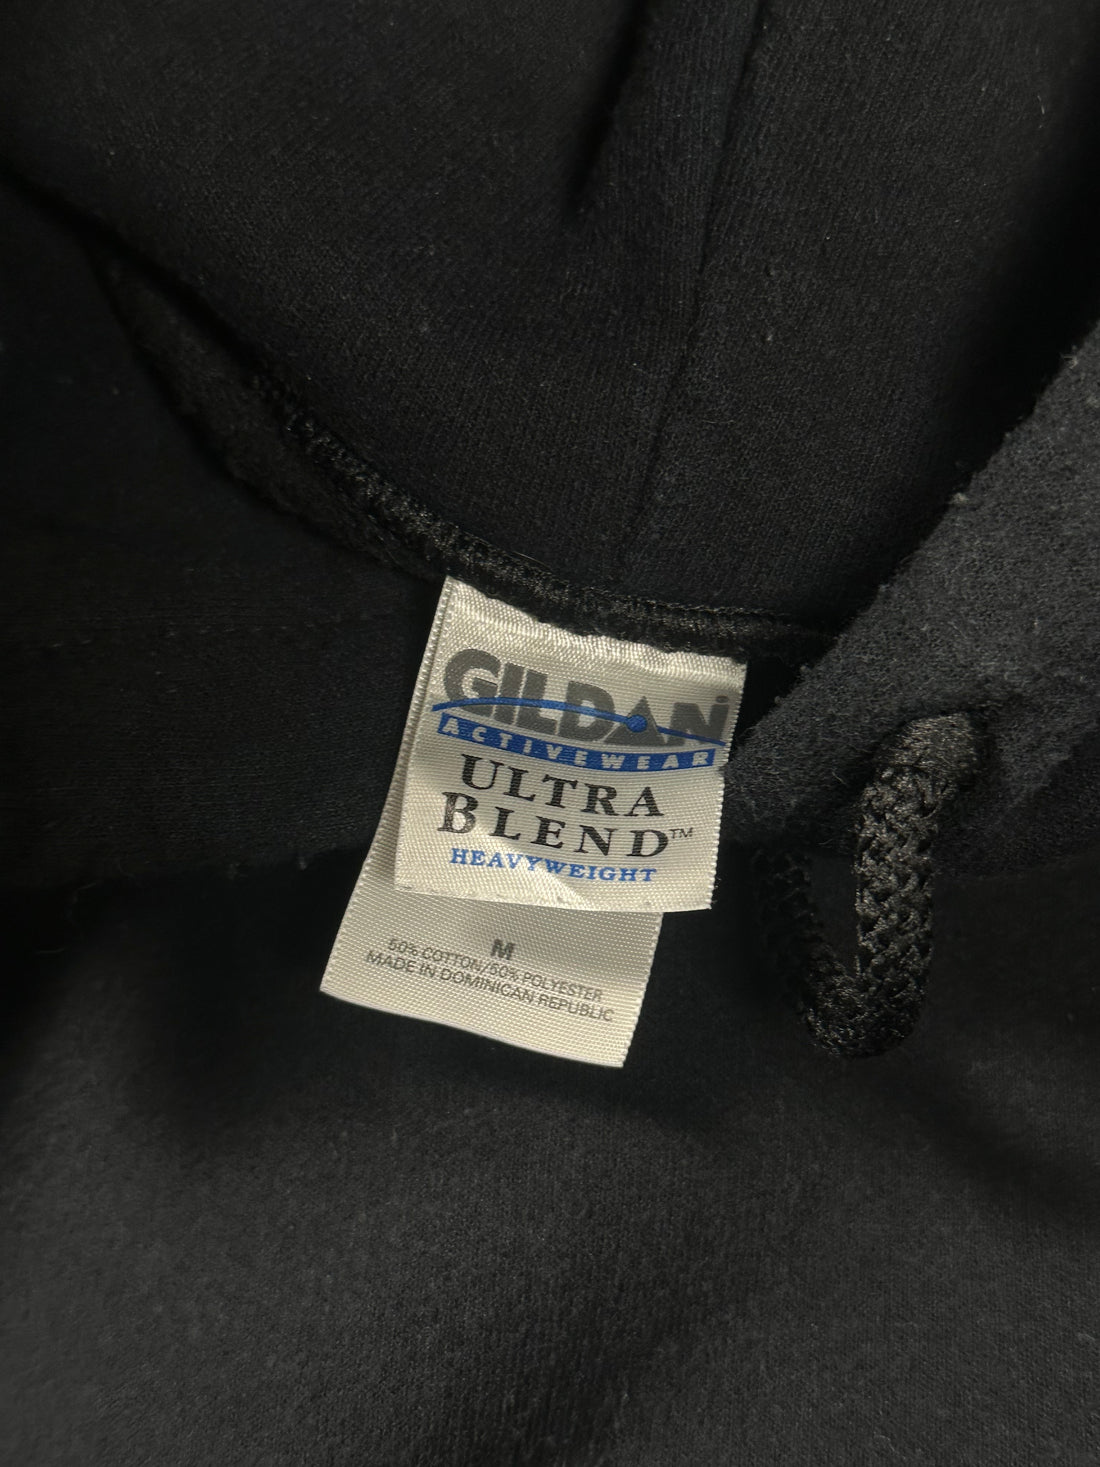 GILDAN
ACTIVEWEAR
ULTRA
BLEND™
HEAVYWEIGHT
M
50% COTTON/50% POLYESTER
MADE IN DOMINICAN REPUBLIC